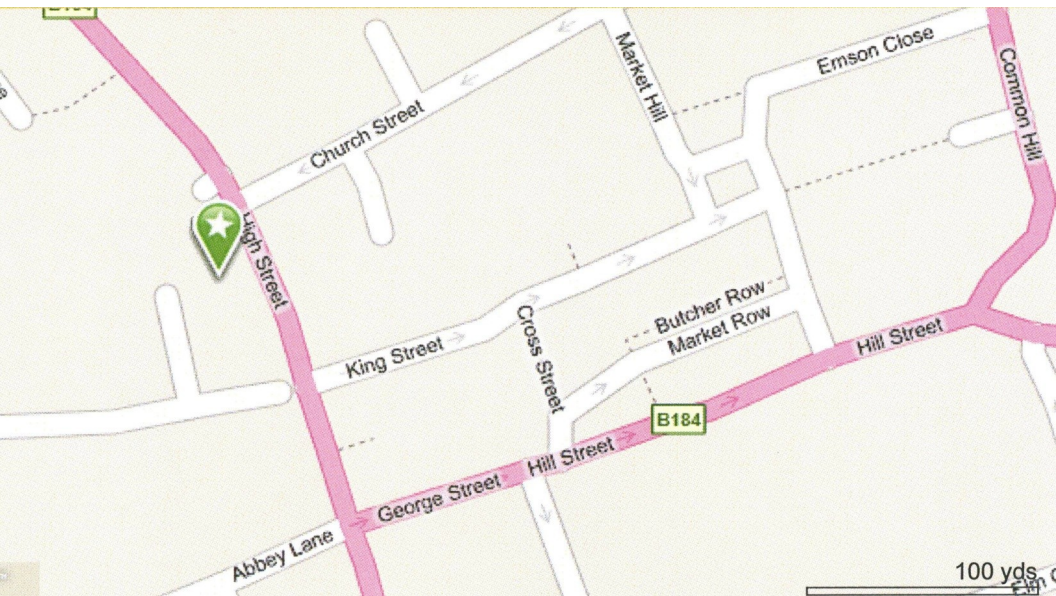 Emson Close
Market Hill
Common Hill
Church Street
High Street
Butcher Row
Market Row
Cross Street
King Street
Hill Street
B184
Hill Street
George Street
Abbey Lane
100 yds